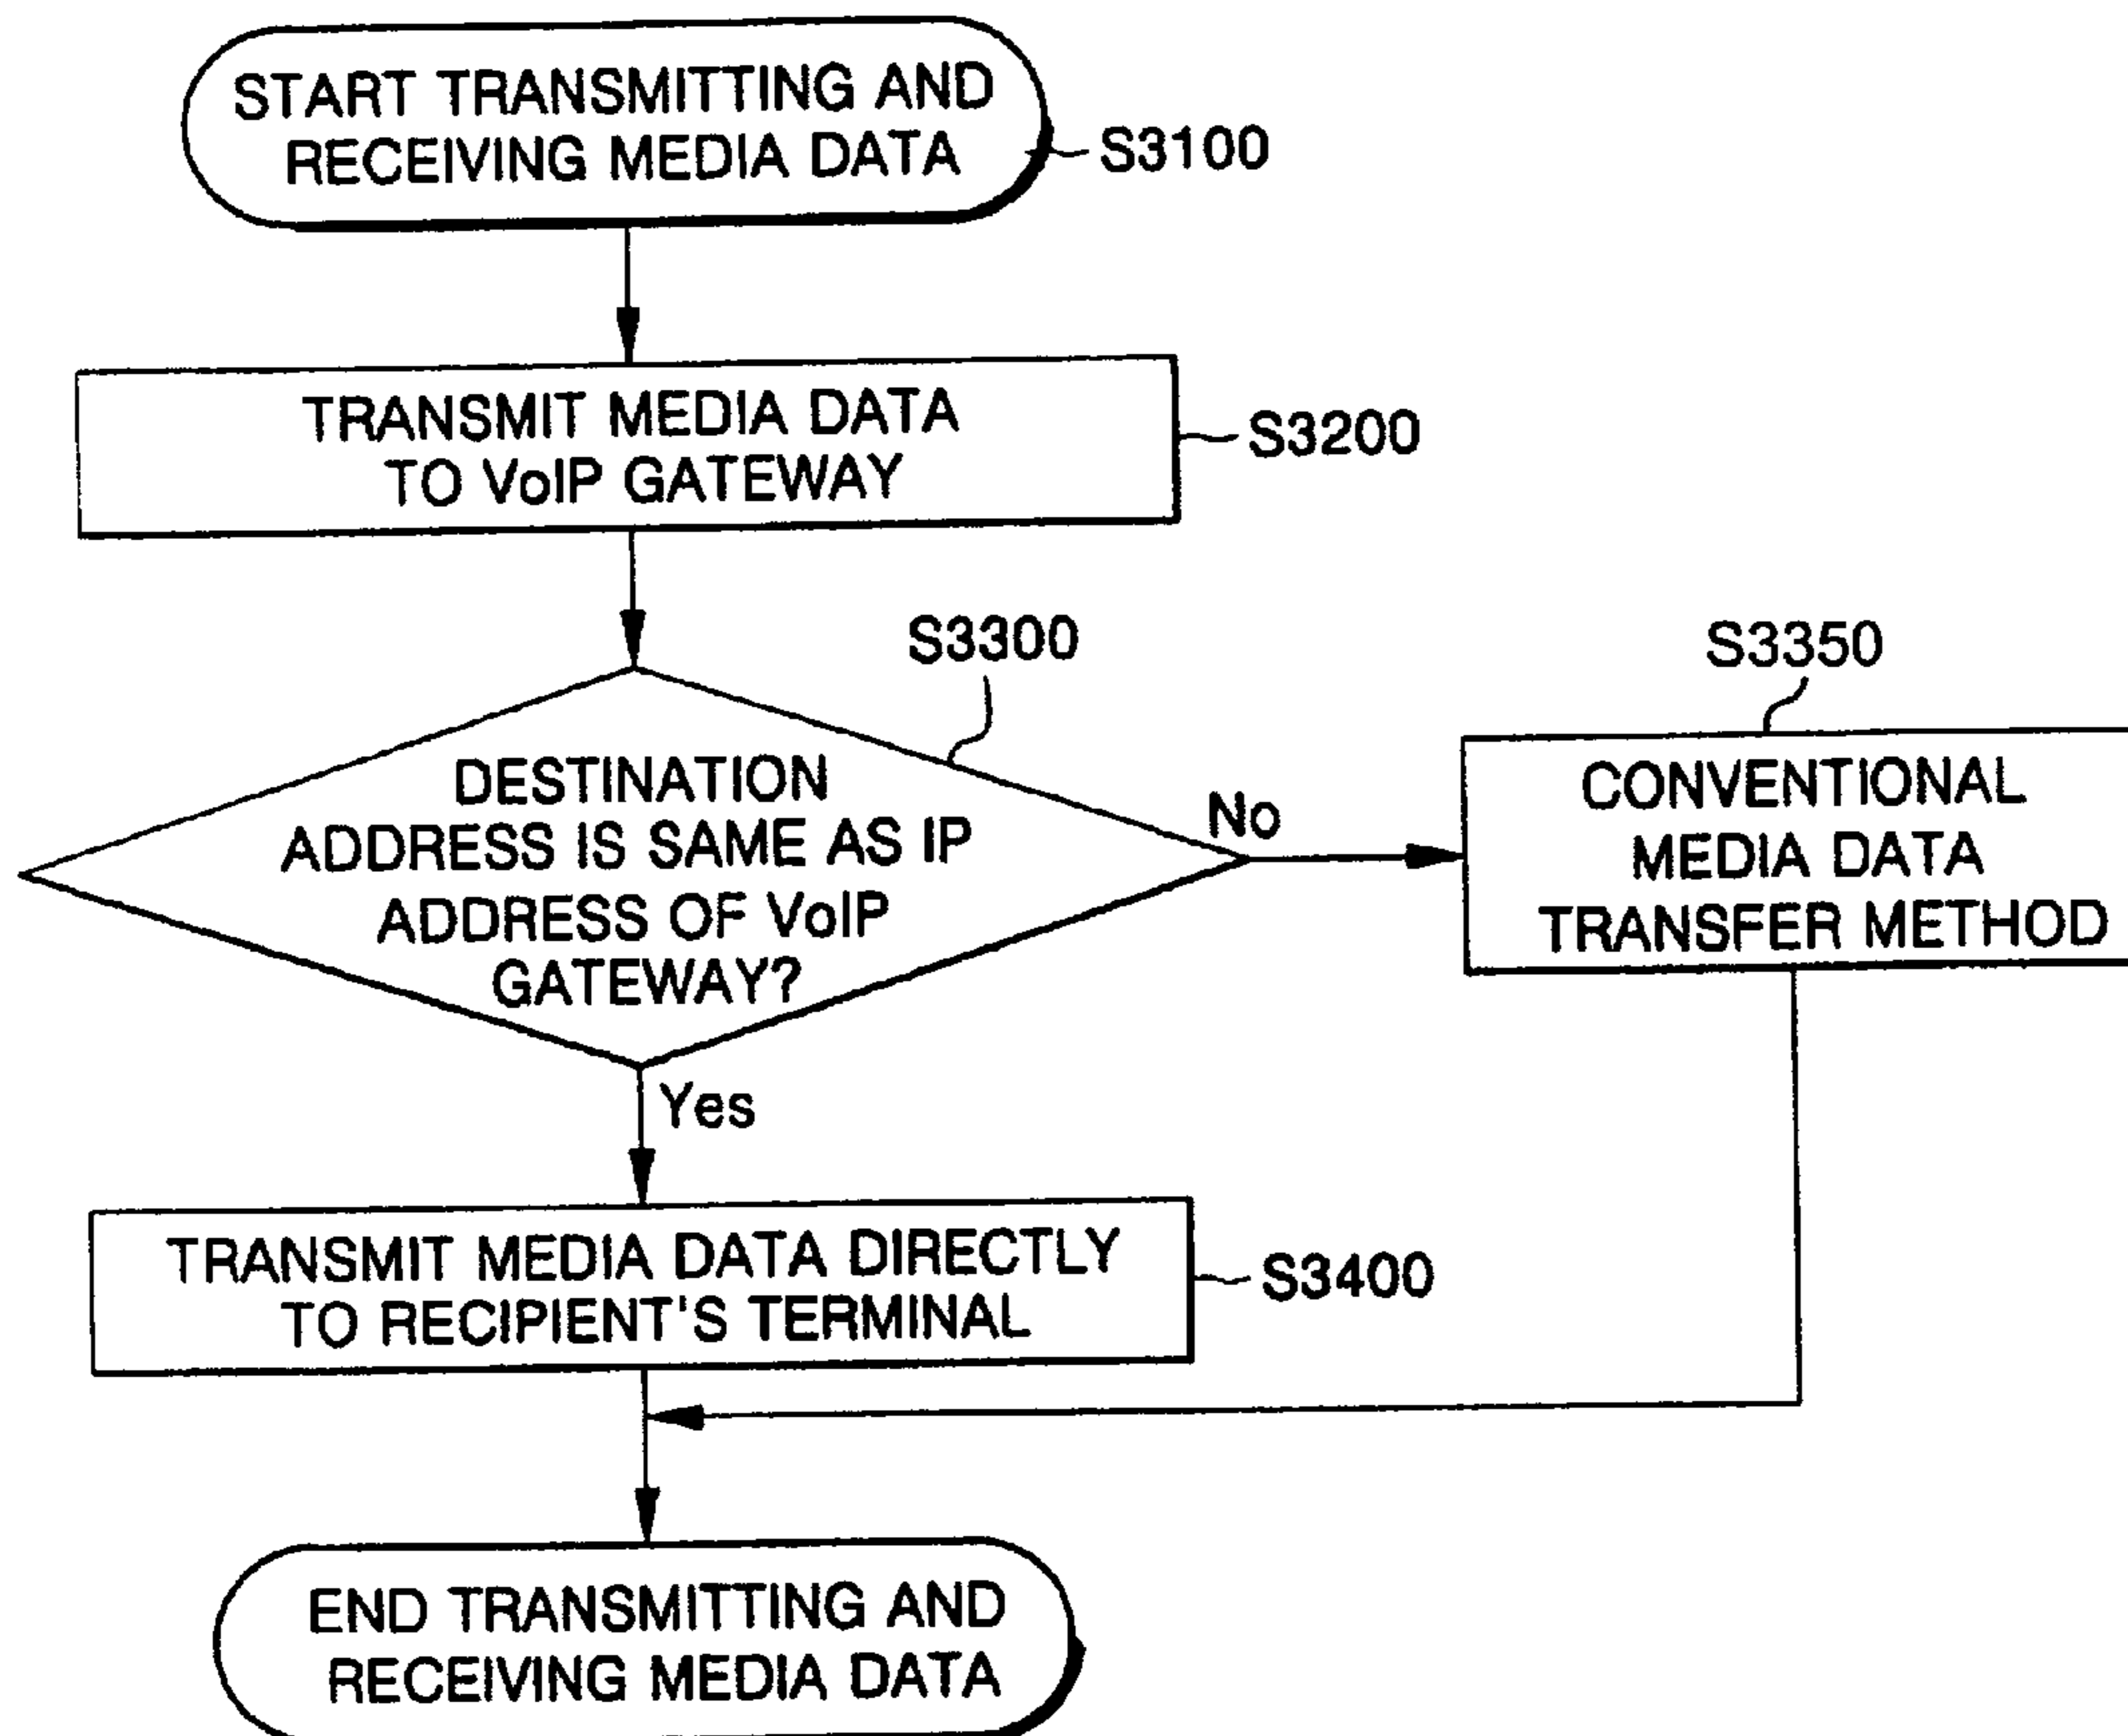 START TRANSMITTING AND
RECEIVING MEDIA DATA
S3100
TRANSMIT MEDIA DATA
TO VoIP GATEWAY
S3200
S3300
DESTINATION
ADDRESS IS SAME AS IP
ADDRESS OF VoIP
GATEWAY?
No
S3350
CONVENTIONAL
MEDIA DATA
TRANSFER METHOD
Yes
TRANSMIT MEDIA DATA DIRECTLY
TO RECIPIENT'S TERMINAL
S3400
END TRANSMITTING AND
RECEIVING MEDIA DATA